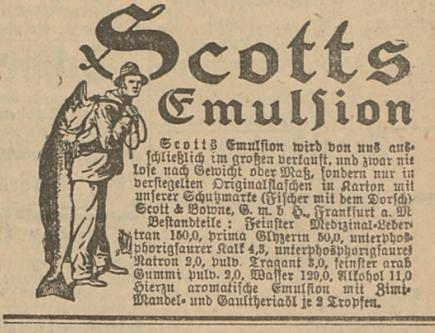 Scotts
Emulsion
Scotts Emulsion wird von uns aus-
schließlich im großen verkauft, und zwar nie
lose nach Gewicht oder Maß, sondern nur in
versiegelten Originalflaschen in Karton mit
unserer Schutzmarke (Fischer mit dem Dorsch)
Scott & Bowne, G. m. b H., Frankfurt a. M
Bestandteile: Feinster Medizinal-Leber-
tran 150,0, prima Glyzerin 50,0, unterphos-
phorigsaurer Kalk 4,3, unterphosphorigsaures
Natron 2,0, pulv. Tragant 3,0, feinster arab
Gummi pulv. 2,0, Wasser 129,0, Alkohol 11,0
Hierzu aromatische Emulsion mit Zimt-
Mandel- und Gaultheriaöl je 2 Tropfen.